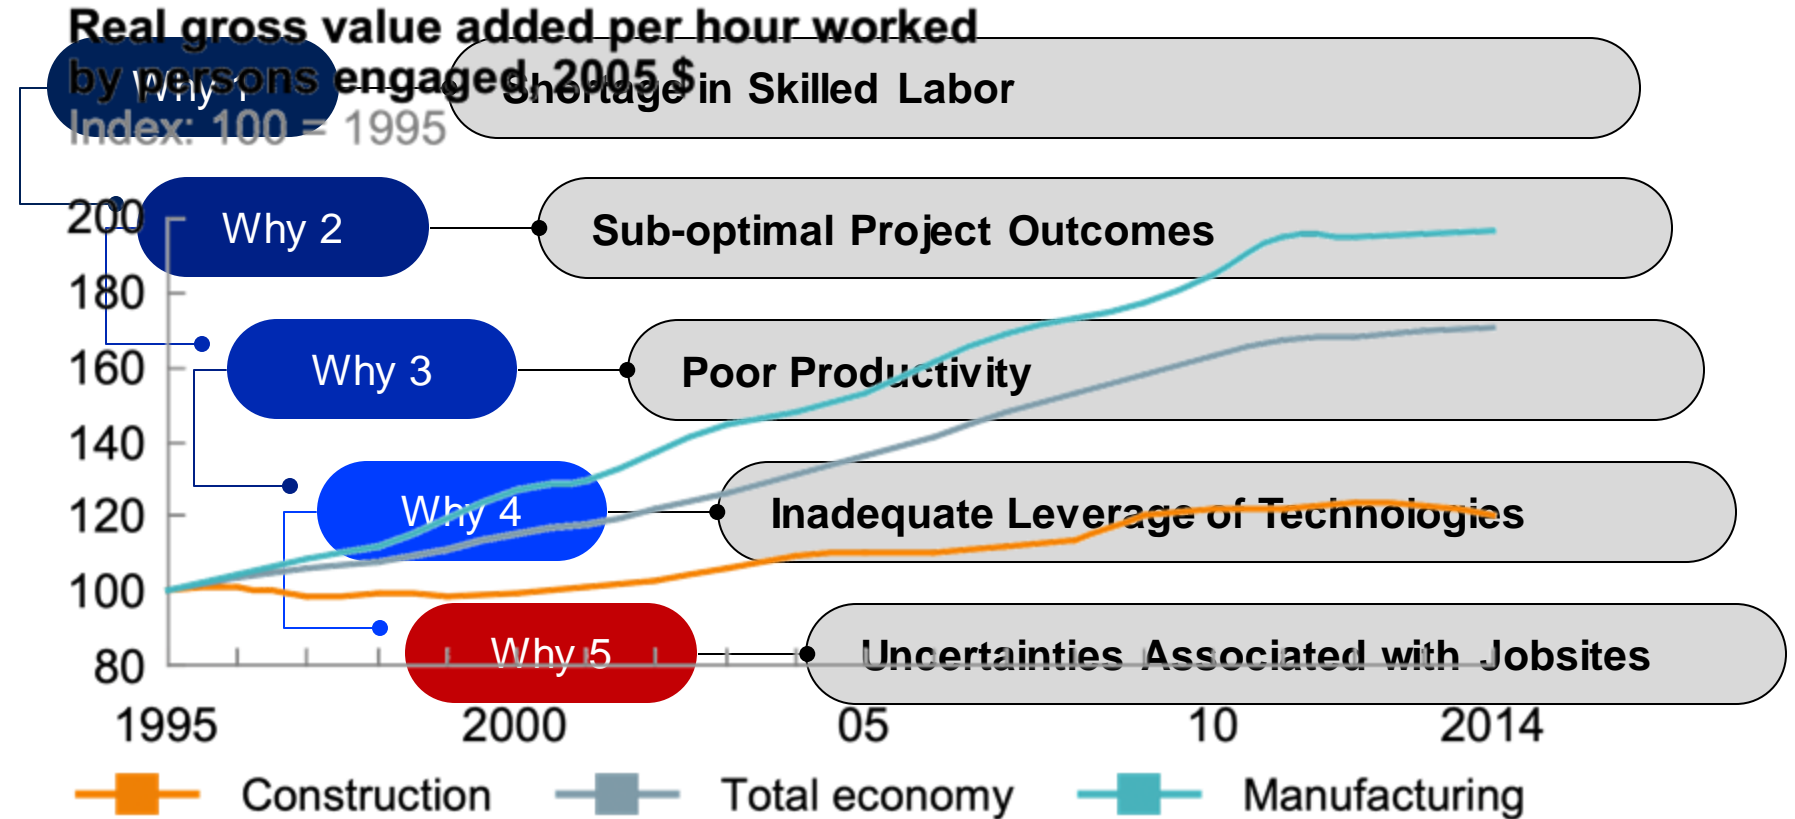 Real gross value added per hour worked
by persons engaged, 2005 $
Index: 100 = 1995
Why 1
Shortage in Skilled Labor
Why 2
Sub-optimal Project Outcomes
Why 3
Poor Productivity
Why 4
Inadequate Leverage of Technologies
Why 5
Uncertainties Associated with Jobsites
200
180
160
140
120
100
80
1995 2000 05 10 2014
Construction Total economy Manufacturing